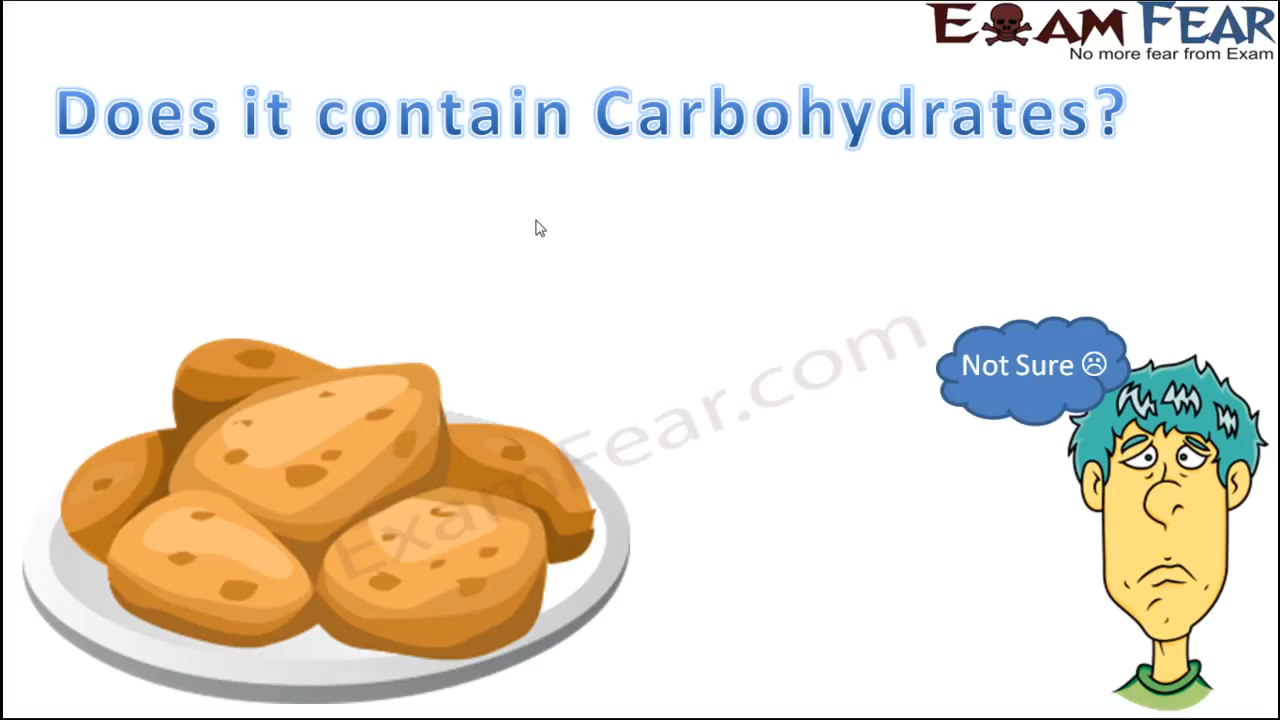 EXAM FEAR
No more fear from Exam
Does it contain Carbohydrates?
Not Sure ☹
ExamFear.com